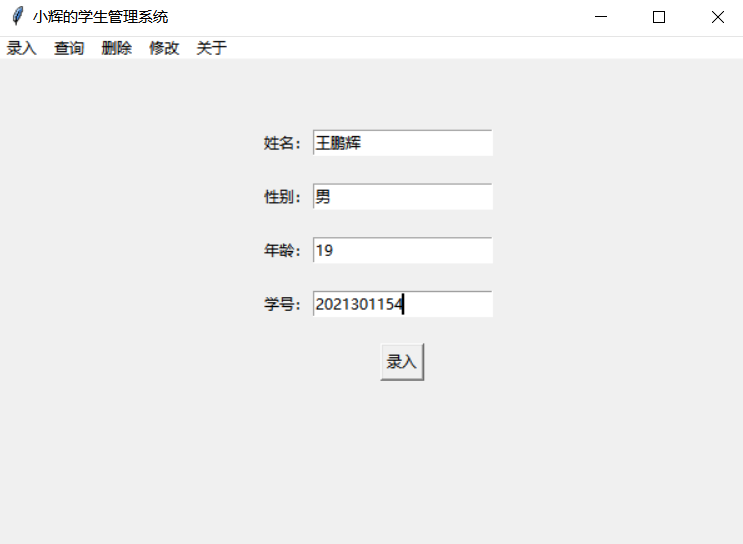 小辉的学生管理系统
录入 查询 删除 修改 关于
姓名： 王鹏辉
性别： 男
年龄： 19
学号： 2021301154
录入